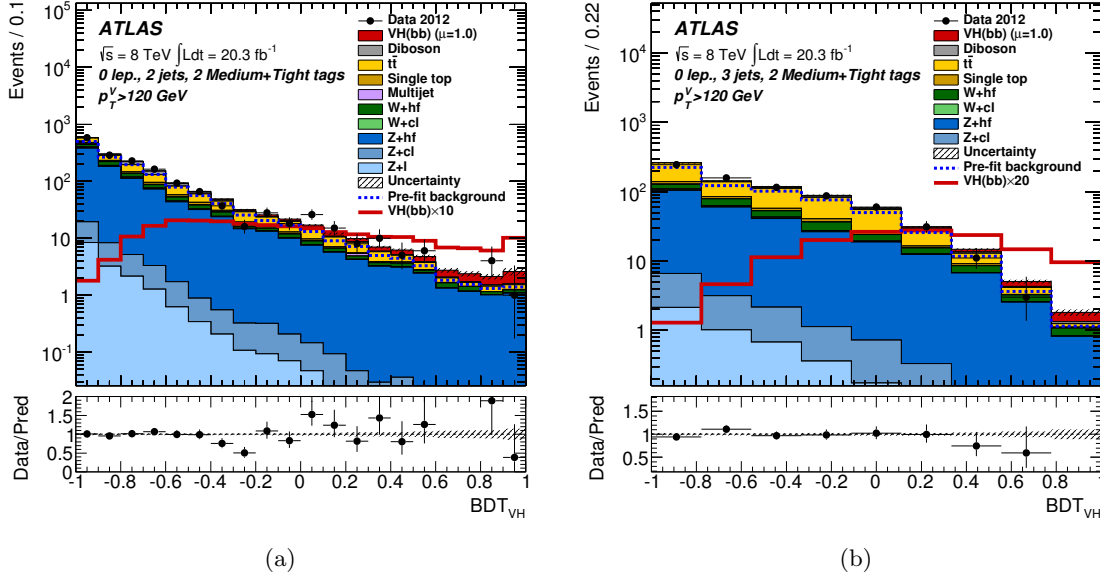 Events / 0.1
10⁵
10⁴
10³
10²
10
1
10⁻¹
ATLAS
√s = 8 TeV ∫Ldt = 20.3 fb⁻¹
0 lep., 2 jets, 2 Medium+Tight tags
p_T^V>120 GeV
Data 2012
VH(bb) (μ=1.0)
Diboson
tt̄
Single top
Multijet
W+hf
W+cl
Z+hf
Z+cl
Z+l
Uncertainty
Pre-fit background
VH(bb)×10
Data/Pred
2
1.5
1
0.5
0
-1 -0.8 -0.6 -0.4 -0.2 0 0.2 0.4 0.6 0.8 1
BDT_VH
(a)
Events / 0.22
10⁴
10³
10²
10
1
ATLAS
√s = 8 TeV ∫Ldt = 20.3 fb⁻¹
0 lep., 3 jets, 2 Medium+Tight tags
p_T^V>120 GeV
Data 2012
VH(bb) (μ=1.0)
Diboson
tt̄
Single top
W+hf
W+cl
Z+hf
Z+cl
Uncertainty
Pre-fit background
VH(bb)×20
Data/Pred
1.5
1
0.5
-1 -0.8 -0.6 -0.4 -0.2 0 0.2 0.4 0.6 0.8 1
BDT_VH
(b)